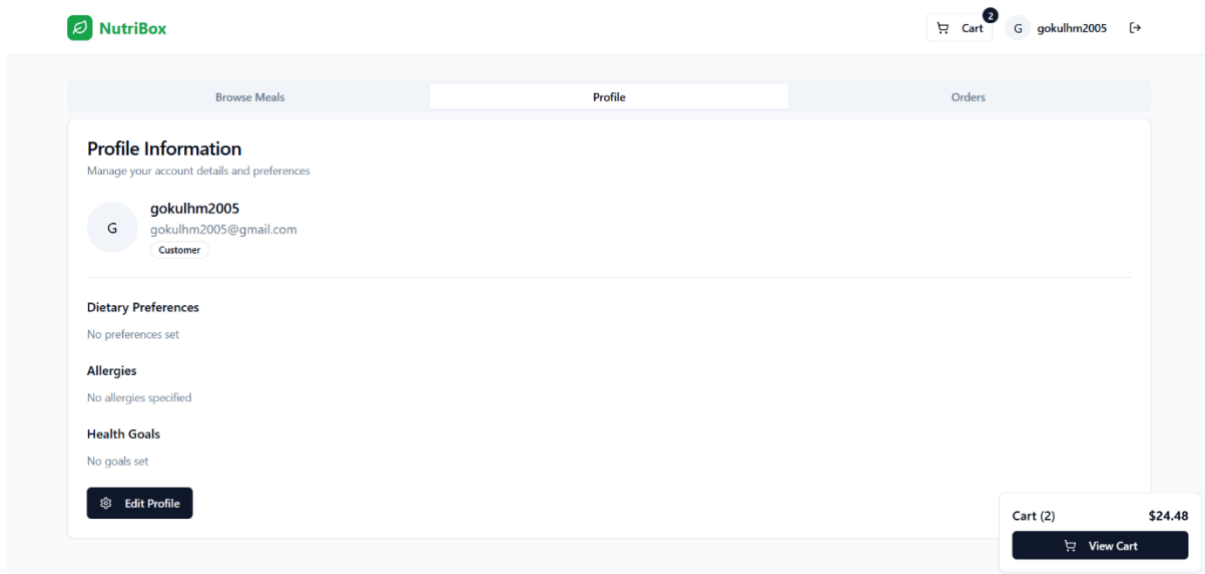 NutriBox
Cart 2 G gokulhm2005
Browse Meals Profile Orders
Profile Information
Manage your account details and preferences
G
gokulhm2005
gokulhm2005@gmail.com
Customer
Dietary Preferences
No preferences set
Allergies
No allergies specified
Health Goals
No goals set
Edit Profile
Cart (2) $24.48
View Cart